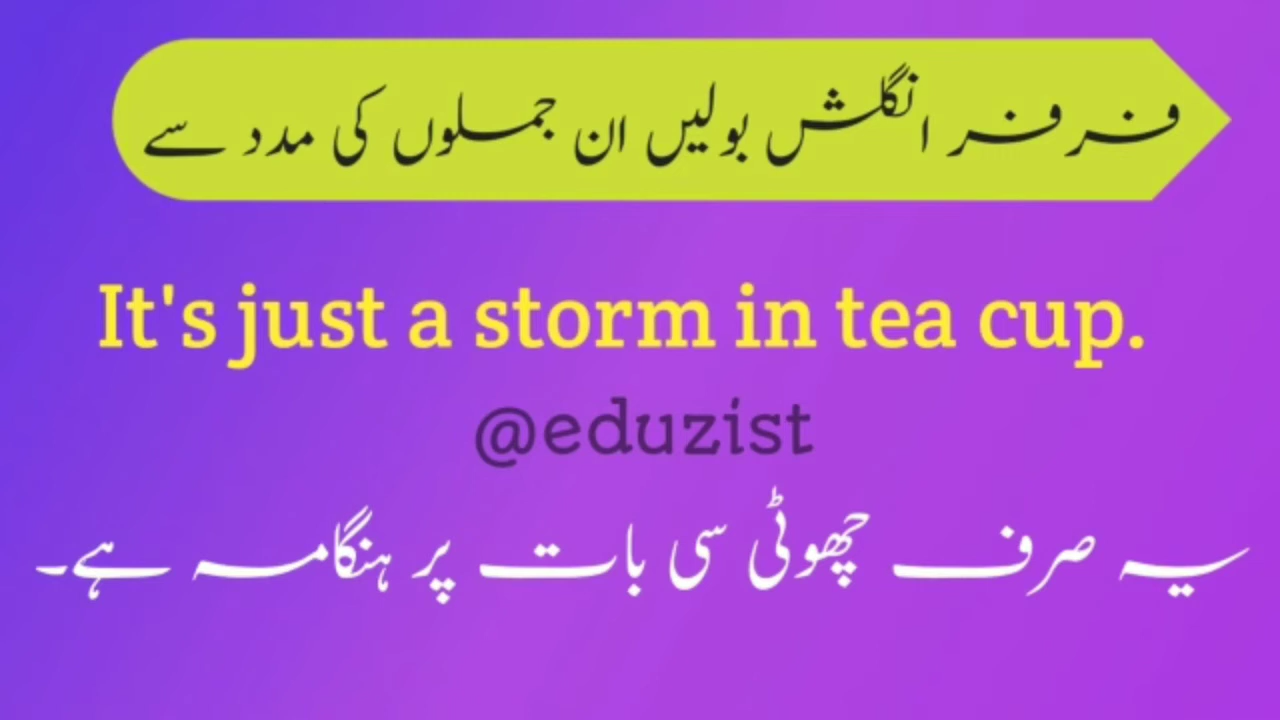 فرفر انگلش بولیں ان جملوں کی مدد سے
It's just a storm in tea cup.
@eduzist
یہ صرف چھوٹی سی بات پر ہنگامہ ہے۔